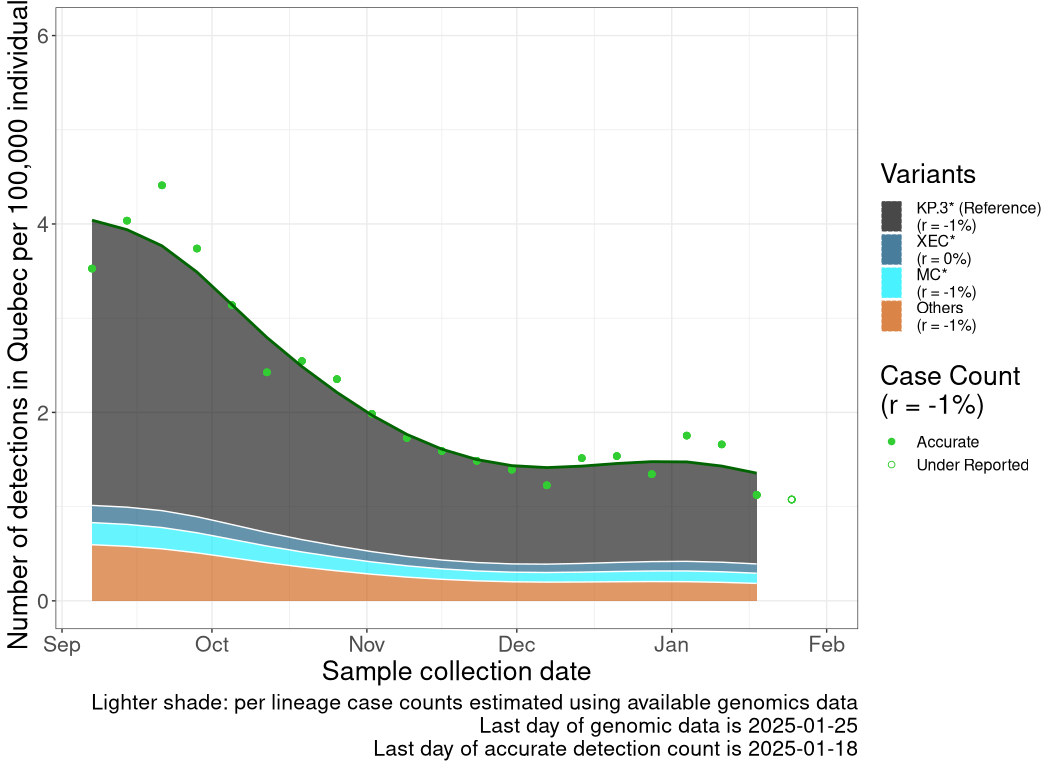 Number of detections in Quebec per 100,000 individual
6
4
2
0
Sep Oct Nov Dec Jan Feb
Sample collection date
Lighter shade: per lineage case counts estimated using available genomics data
Last day of genomic data is 2025-01-25
Last day of accurate detection count is 2025-01-18
Variants
KP.3* (Reference)
(r = -1%)
XEC*
(r = 0%)
MC*
(r = -1%)
Others
(r = -1%)
Case Count
(r = -1%)
Accurate
Under Reported